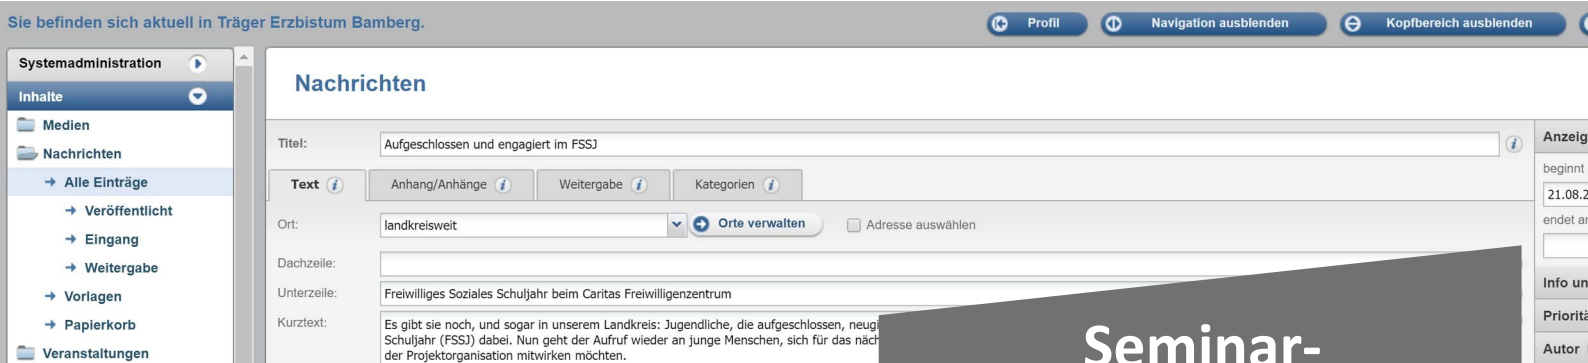 Sie befinden sich aktuell in Träger Erzbistum Bamberg.
Profil
Navigation ausblenden
Kopfbereich ausblenden
Systemadministration
Inhalte
Medien
Nachrichten
Alle Einträge
Veröffentlicht
Eingang
Weitergabe
Vorlagen
Papierkorb
Veranstaltungen
Nachrichten
Titel: Aufgeschlossen und engagiert im FSSJ
Text Anhang/Anhänge Weitergabe Kategorien
Ort: landkreisweit Orte verwalten Adresse auswählen
Dachzeile:
Unterzeile: Freiwilliges Soziales Schuljahr beim Caritas Freiwilligenzentrum
Kurztext: Es gibt sie noch, und sogar in unserem Landkreis: Jugendliche, die aufgeschlossen,
Schuljahr (FSSJ) dabei. Nun geht der Aufruf wieder an junge Menschen, sich für das
der Projektorganisation mitwirken möchten.
beginnt
21.08.2
endet
Info
Autor
Seminar-